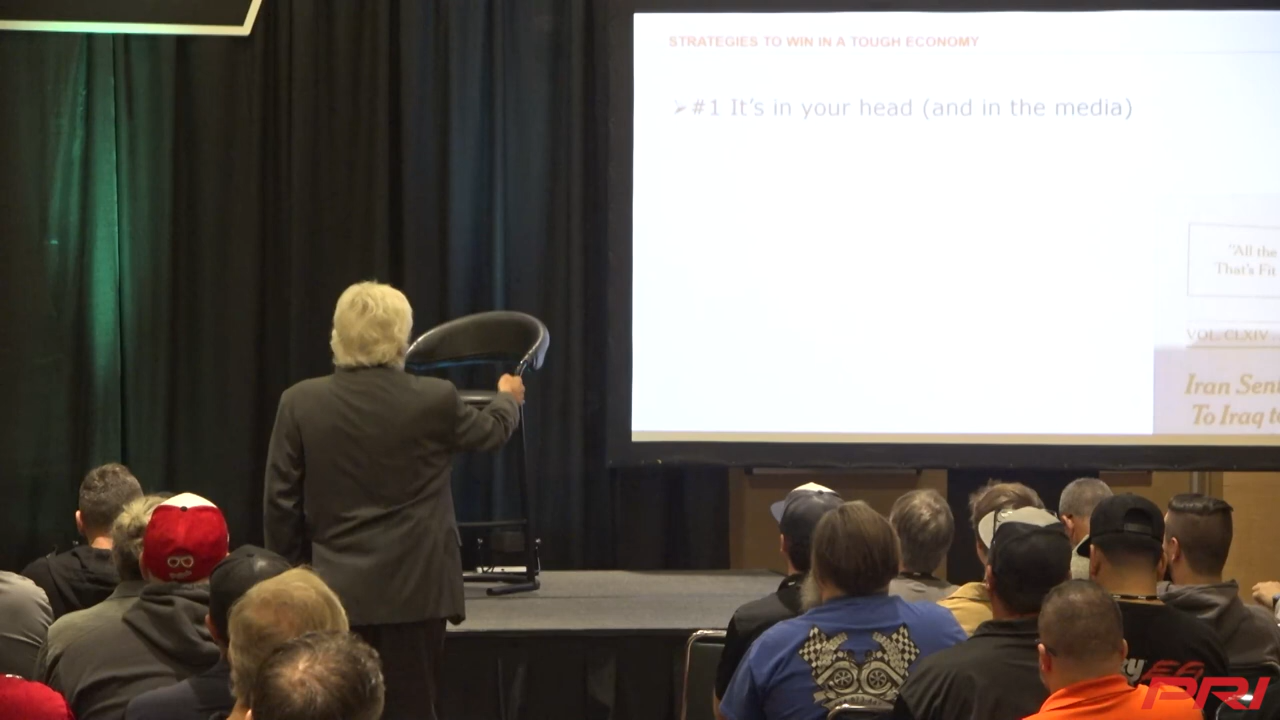 STRATEGIES TO WIN IN A TOUGH ECONOMY
➢#1 It's in your head (and in the media)
"All the
That's Fit
VOL. CLXIV
Iran Sen
To Iraq t
PRI